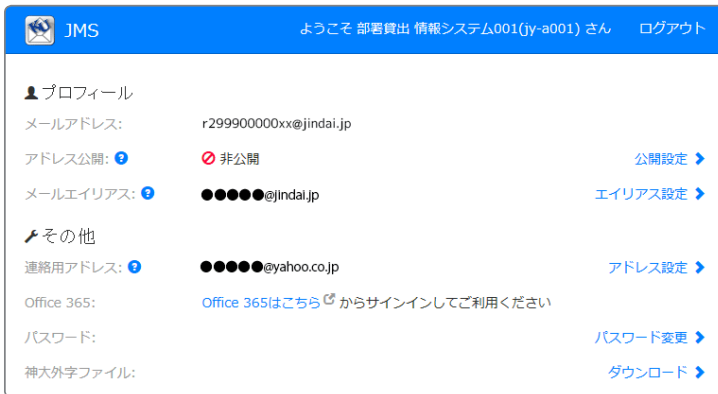 JMS ようこそ 部署貸出 情報システム001(jy-a001) さん ログアウト
プロフィール
メールアドレス: r299900000xx@jindai.jp
アドレス公開: 非公開 公開設定
メールエイリアス: ●●●●●@jindai.jp エイリアス設定
その他
連絡用アドレス: ●●●●●@yahoo.co.jp アドレス設定
Office 365: Office 365はこちら からサインインしてご利用ください
パスワード: パスワード変更
神大外字ファイル: ダウンロード